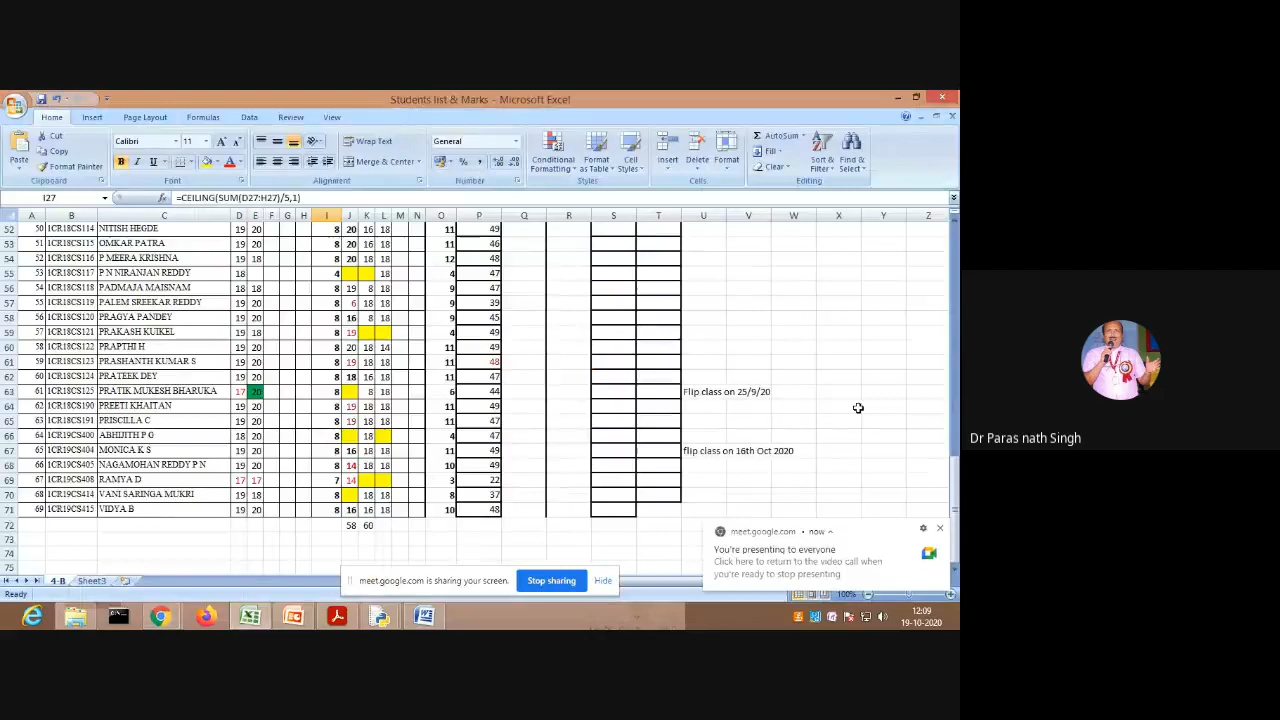 Students list & Marks - Microsoft Excel
Home Insert Page Layout Formulas Data Review View
Paste Cut Copy Format Painter Clipboard
Calibri 11 Font
Wrap Text Merge & Center Alignment
General Number
Conditional Formatting Format as Table Cell Styles Styles
Insert Delete Format Cells
AutoSum Fill Clear Sort & Filter Find & Select Editing
I27 fx =CEILING(SUM(D27:H27)/5,1)
A B C D E F G H I J K L M N O P Q R S T U V W X Y Z
52 50 1CR18CS114 NITISH HEGDE 19 20 8 20 16 18 11 49
53 51 1CR18CS115 OMKAR PATRA 19 20 8 20 16 18 11 46
54 52 1CR18CS116 P MEERA KRISHNA 19 18 8 20 18 18 12 48
55 53 1CR18CS117 P N NIRANJAN REDDY 18 4 18 4 47
56 54 1CR18CS118 PADMAJA MAISNAM 18 18 8 19 8 18 9 47
57 55 1CR18CS119 PALEM SREEKAR REDDY 19 20 8 6 18 18 9 39
58 56 1CR18CS120 PRAGYA PANDEY 19 20 8 16 8 18 9 45
59 57 1CR18CS121 PRAKASH KUIKEL 19 18 8 19 4 49
60 58 1CR18CS122 PRAPTHI H 19 20 8 20 18 14 11 49
61 59 1CR18CS123 PRASHANTH KUMAR S 19 20 8 19 18 18 11 48
62 60 1CR18CS124 PRATEEK DEY 19 20 8 18 16 18 11 47
63 61 1CR18CS125 PRATIK MUKESH BHARUKA 17 20 8 8 18 6 44 Flip class on 25/9/20
64 62 1CR18CS190 PREETI KHAITAN 19 20 8 19 18 18 11 49
65 63 1CR18CS191 PRISCILLA C 19 20 8 19 18 18 11 47
66 64 1CR19CS400 ABHIJITH P G 18 20 8 18 4 47
67 65 1CR19CS404 MONICA K S 19 20 8 16 18 18 11 49 flip class on 16th Oct 2020
68 66 1CR19CS405 NAGAMOHAN REDDY P N 19 20 8 14 18 18 10 49
69 67 1CR19CS408 RAMYA D 17 17 7 14 3 22
70 68 1CR19CS414 VANI SARINGA MUKRI 19 18 8 18 18 8 37
71 69 1CR19CS415 VIDYA B 19 20 8 16 16 18 10 48
72 58 60
73
74
75
4-B Sheet3
Ready 100%
meet.google.com is sharing your screen. Stop sharing Hide
meet.google.com • now
You're presenting to everyone
Click here to return to the video call when
you're ready to stop presenting
12:09
19-10-2020
Dr Paras nath Singh